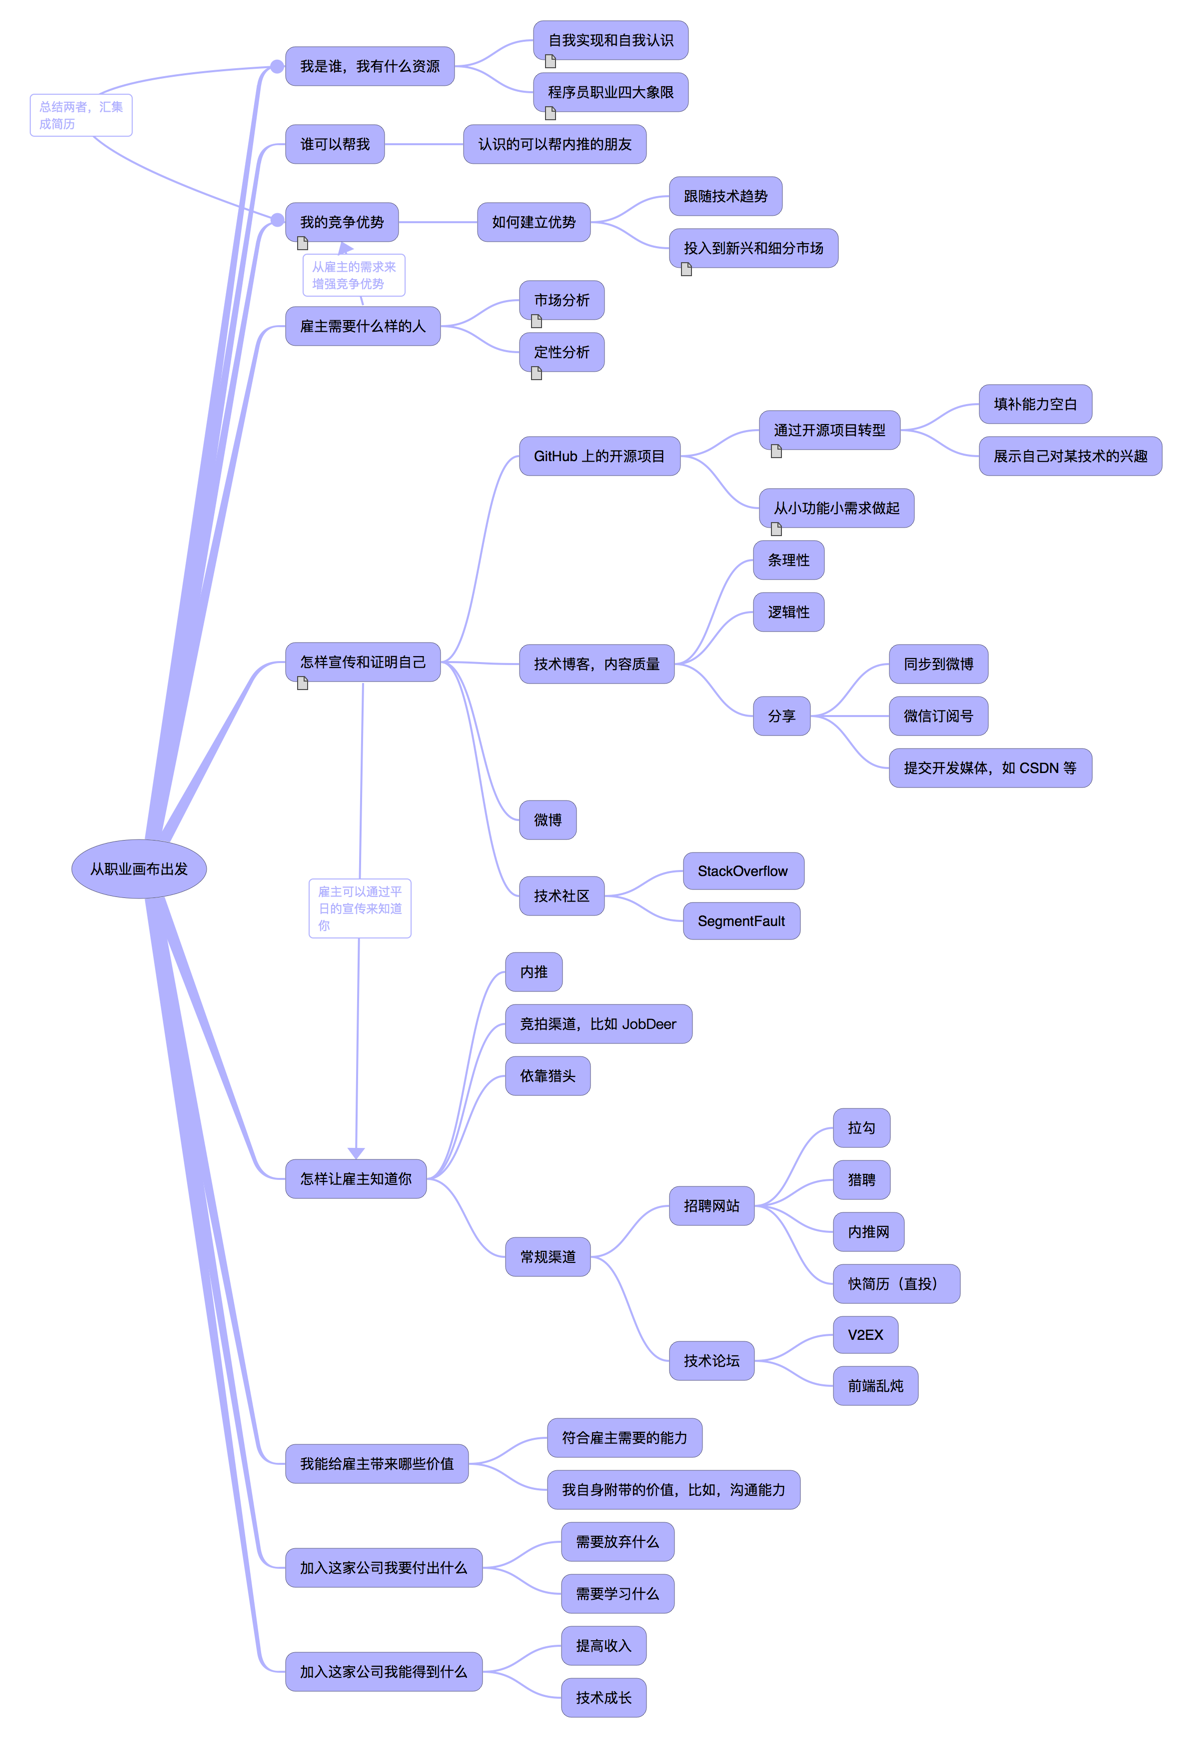 自我实现和自我认识
我是谁，我有什么资源
程序员职业四大象限
总结两者，汇集
成简历
谁可以帮我
认识的可以帮内推的朋友
跟随技术趋势
我的竞争优势
如何建立优势
投入到新兴和细分市场
从雇主的需求来
增强竞争优势
市场分析
雇主需要什么样的人
定性分析
填补能力空白
通过开源项目转型
GitHub 上的开源项目
展示自己对某技术的兴趣
从小功能小需求做起
条理性
逻辑性
怎样宣传和证明自己
技术博客，内容质量
同步到微博
分享
微信订阅号
提交开发媒体，如 CSDN 等
微博
从职业画布出发
StackOverflow
技术社区
SegmentFault
雇主可以通过平
日的宣传来知道
你
内推
竞拍渠道，比如 JobDeer
依靠猎头
拉勾
怎样让雇主知道你
猎聘
招聘网站
内推网
常规渠道
快简历（直投）
V2EX
技术论坛
前端乱炖
符合雇主需要的能力
我能给雇主带来哪些价值
我自身附带的价值，比如，沟通能力
需要放弃什么
加入这家公司我要付出什么
需要学习什么
提高收入
加入这家公司我能得到什么
技术成长